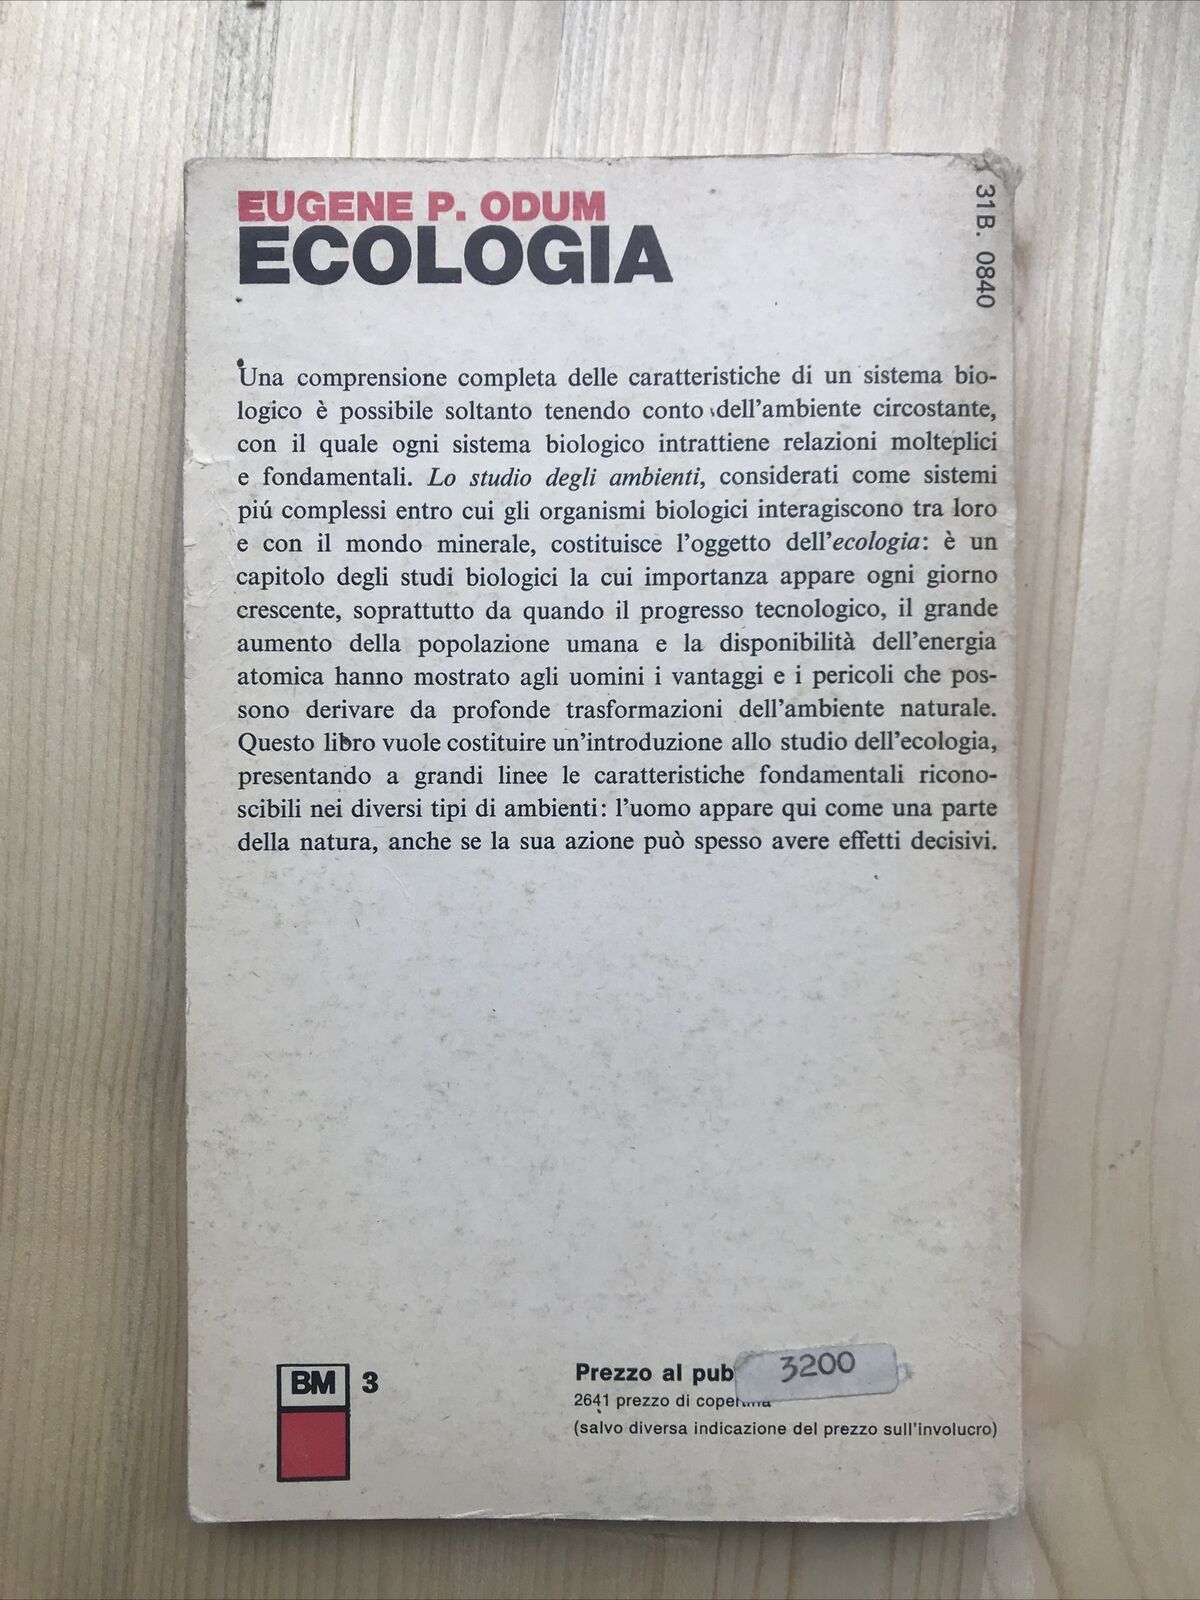 EUGENE P. ODUM
ECOLOGIA
31B. 0840
Una comprensione completa delle caratteristiche di un sistema bio-
logico è possibile soltanto tenendo conto dell'ambiente circostante,
con il quale ogni sistema biologico intrattiene relazioni molteplici
e fondamentali. Lo studio degli ambienti, considerati come sistemi
piú complessi entro cui gli organismi biologici interagiscono tra loro
e con il mondo minerale, costituisce l'oggetto dell'ecologia: è un
capitolo degli studi biologici la cui importanza appare ogni giorno
crescente, soprattutto da quando il progresso tecnologico, il grande
aumento della popolazione umana e la disponibilità dell'energia
atomica hanno mostrato agli uomini i vantaggi e i pericoli che pos-
sono derivare da profonde trasformazioni dell'ambiente naturale.
Questo libro vuole costituire un'introduzione allo studio dell'ecologia,
presentando a grandi linee le caratteristiche fondamentali ricono-
scibili nei diversi tipi di ambienti: l'uomo appare qui come una parte
della natura, anche se la sua azione può spesso avere effetti decisivi.
BM 3
Prezzo al pub 3200
2641 prezzo di copertina
(salvo diversa indicazione del prezzo sull'involucro)